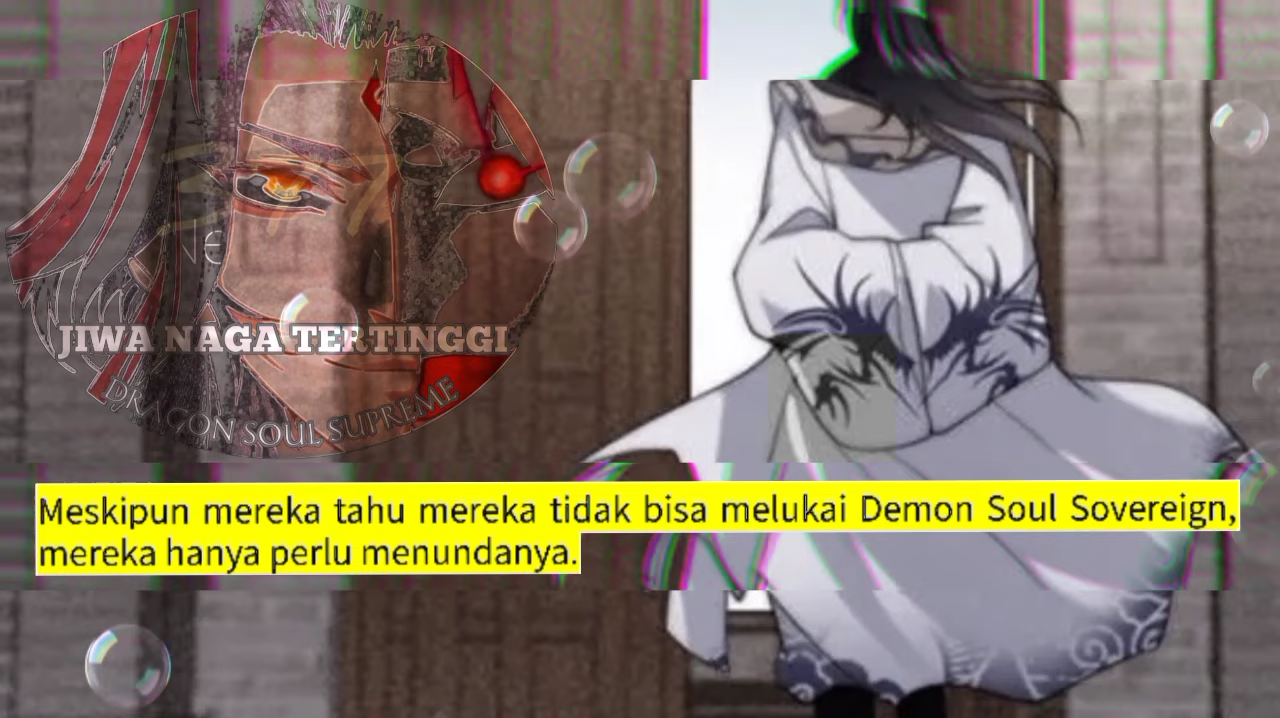 JIWA NAGA TERTINGGI
DRAGON SOUL SUPREME
Meskipun mereka tahu mereka tidak bisa melukai Demon Soul Sovereign,
mereka hanya perlu menundanya.